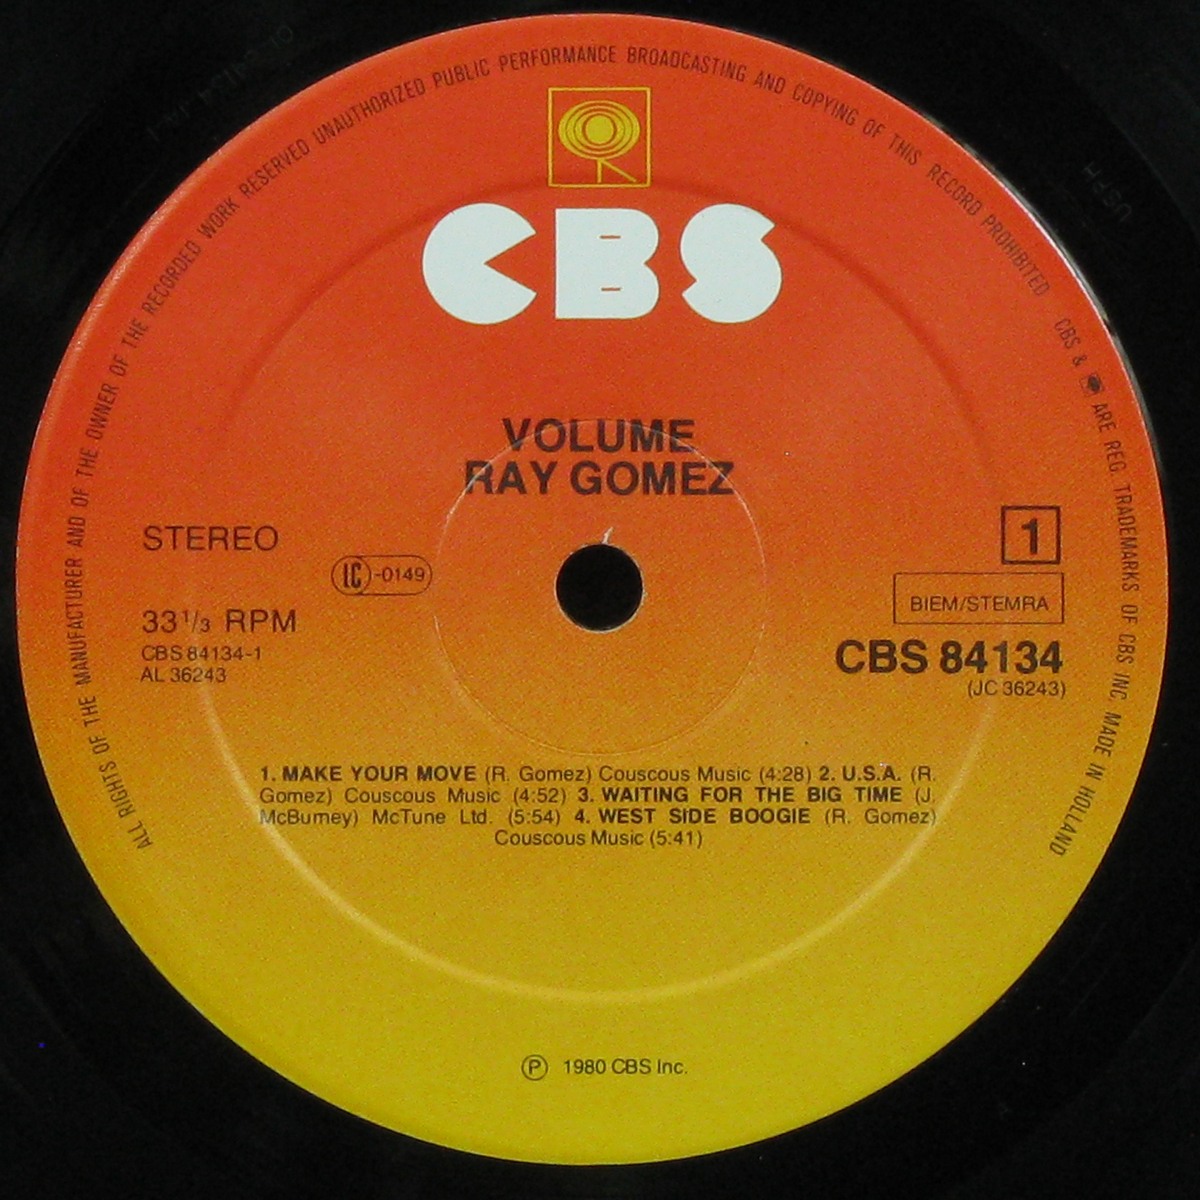 ALL RIGHTS OF THE MANUFACTURER AND OF THE OWNER OF THE RECORDED WORK RESERVED UNAUTHORIZED PUBLIC PERFORMANCE BROADCASTING AND COPYING OF THIS RECORD PROHIBITED CBS & ARE REG. TRADEMARKS OF CBS INC. MADE IN HOLLAND
CBS
VOLUME
RAY GOMEZ
STEREO
1
LC-0149
BIEM/STEMRA
33 1/3 RPM
CBS 84134-1
AL 36243
CBS 84134
(JC 36243)
1. MAKE YOUR MOVE (R. Gomez) Couscous Music (4:28) 2. U.S.A. (R.
Gomez) Couscous Music (4:52) 3. WAITING FOR THE BIG TIME (J.
McBurney) McTune Ltd. (5:54) 4. WEST SIDE BOOGIE (R. Gomez)
Couscous Music (5:41)
Ⓟ 1980 CBS Inc.